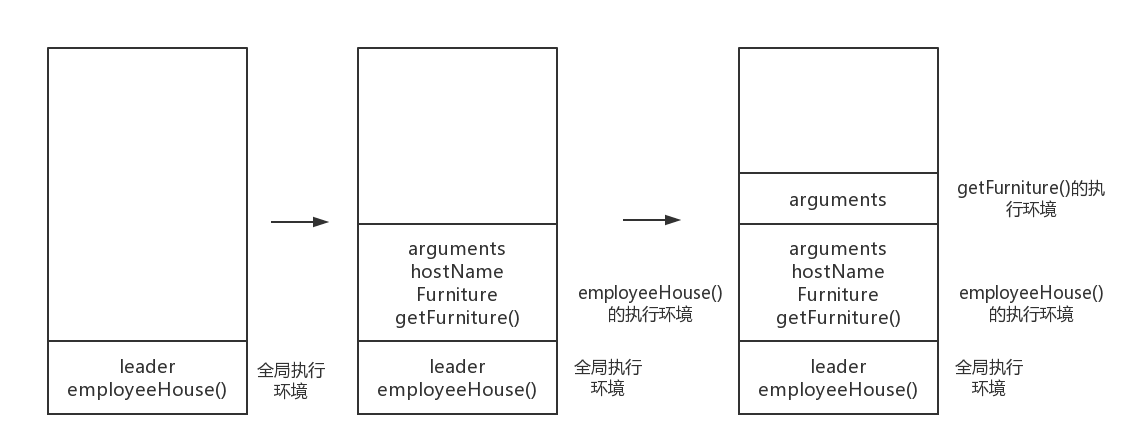 leader
employeeHouse()
全局执行
环境
arguments
hostName
Furniture
getFurniture()
employeeHouse()
的执行环境
leader
employeeHouse()
全局执行
环境
arguments
getFurniture()的执
行环境
arguments
hostName
Furniture
getFurniture()
employeeHouse()
的执行环境
leader
employeeHouse()
全局执行
环境